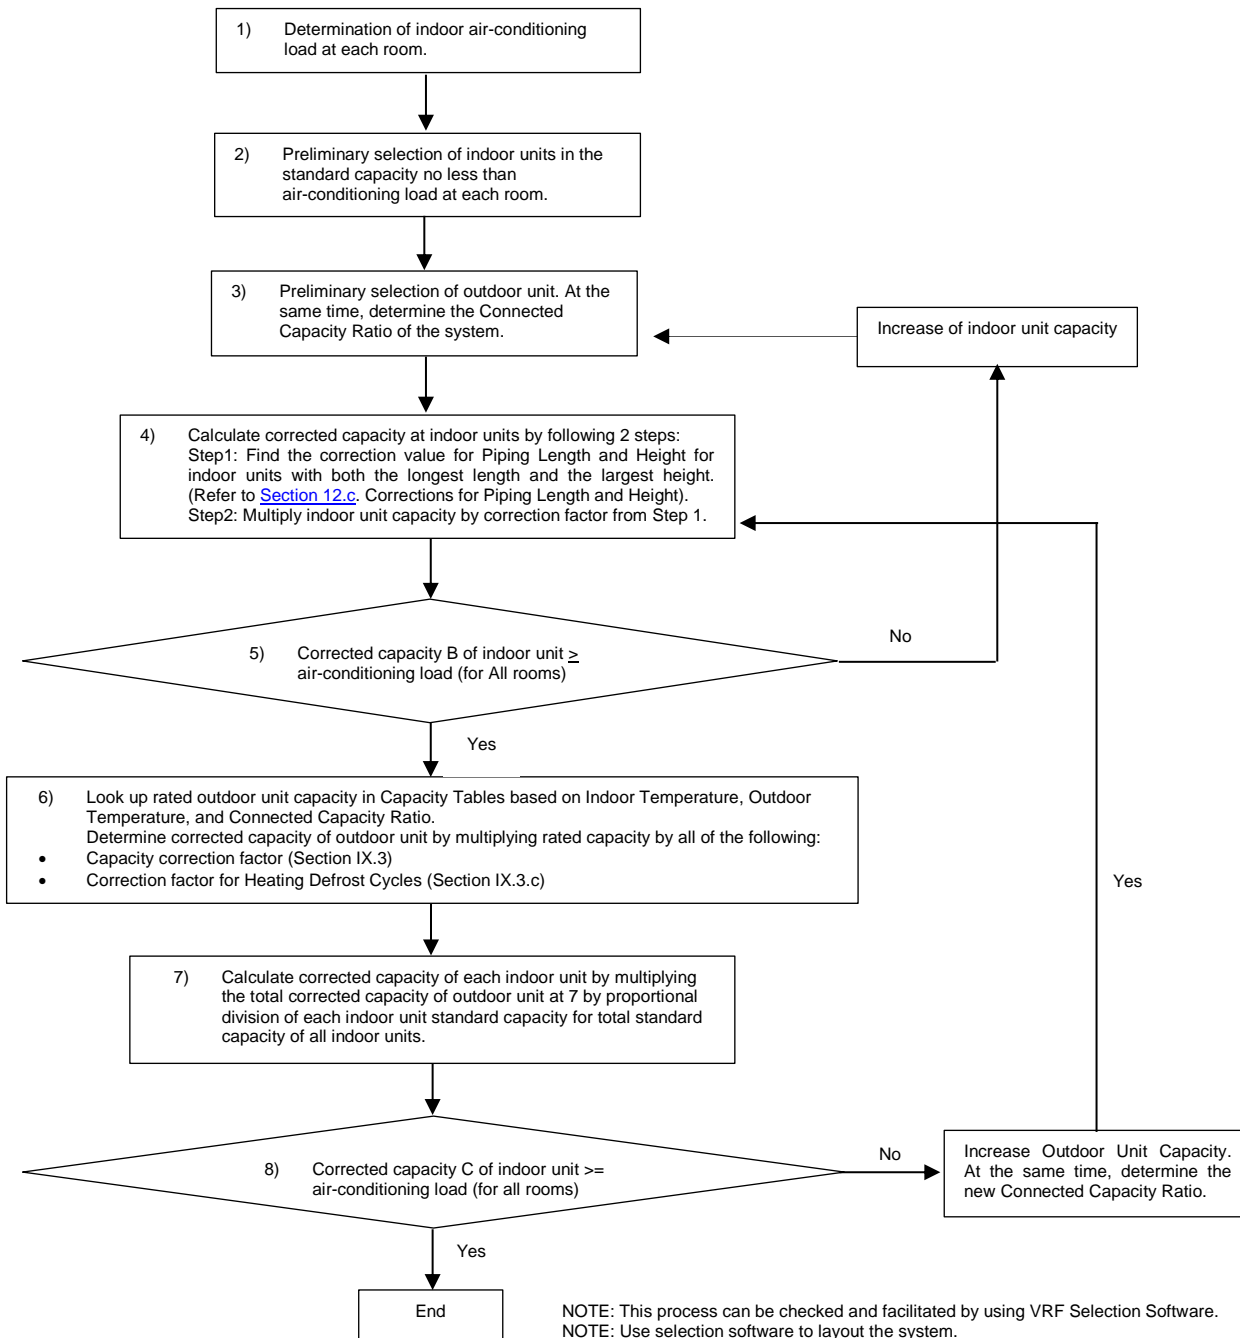 1) Determination of indoor air-conditioning
load at each room.
2) Preliminary selection of indoor units in the
standard capacity no less than
air-conditioning load at each room.
3) Preliminary selection of outdoor unit. At the
same time, determine the Connected
Capacity Ratio of the system.
Increase of indoor unit capacity
4) Calculate corrected capacity at indoor units by following 2 steps:
Step1: Find the correction value for Piping Length and Height for
indoor units with both the longest length and the largest height.
(Refer to Section 12.c. Corrections for Piping Length and Height).
Step2: Multiply indoor unit capacity by correction factor from Step 1.
No
5) Corrected capacity B of indoor unit ≥
air-conditioning load (for All rooms)
Yes
6) Look up rated outdoor unit capacity in Capacity Tables based on Indoor Temperature, Outdoor
Temperature, and Connected Capacity Ratio.
Determine corrected capacity of outdoor unit by multiplying rated capacity by all of the following:
• Capacity correction factor (Section IX.3)
• Correction factor for Heating Defrost Cycles (Section IX.3.c)
Yes
7) Calculate corrected capacity of each indoor unit by multiplying
the total corrected capacity of outdoor unit at 7 by proportional
division of each indoor unit standard capacity for total standard
capacity of all indoor units.
8) Corrected capacity C of indoor unit >=
air-conditioning load (for all rooms)
No
Increase Outdoor Unit Capacity.
At the same time, determine the
new Connected Capacity Ratio.
Yes
End
NOTE: This process can be checked and facilitated by using VRF Selection Software.
NOTE: Use selection software to layout the system.